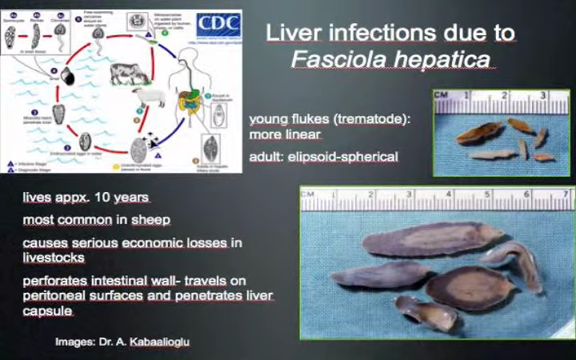 Liver infections due to
Fasciola hepatica
CDC
young flukes (trematode):
more linear
adult: elipsoid-spherical
CM 1 2 3
lives appx. 10 years
most common in sheep
causes serious economic losses in
livestocks
perforates intestinal wall- travels on
peritoneal surfaces and penetrates liver
capsule
CM 1 2 3 4 5 6 7
Images: Dr. A. Kabaalioglu